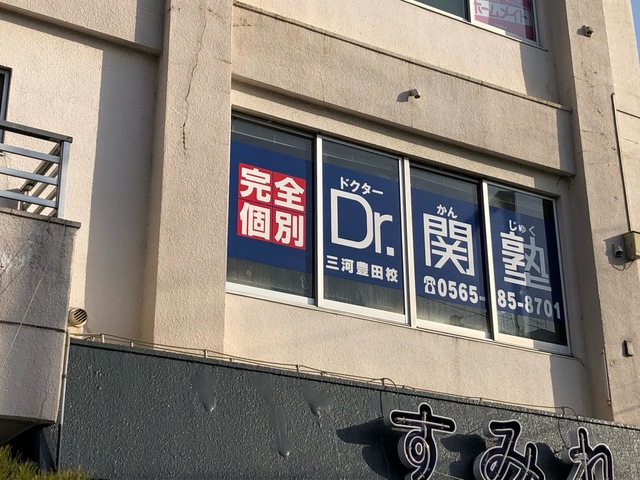 ホームメイト
完全
個別
ドクター
Dr.
三河豊田校
かん
関
じゅく
塾
☎0565-85-8701
すみれ